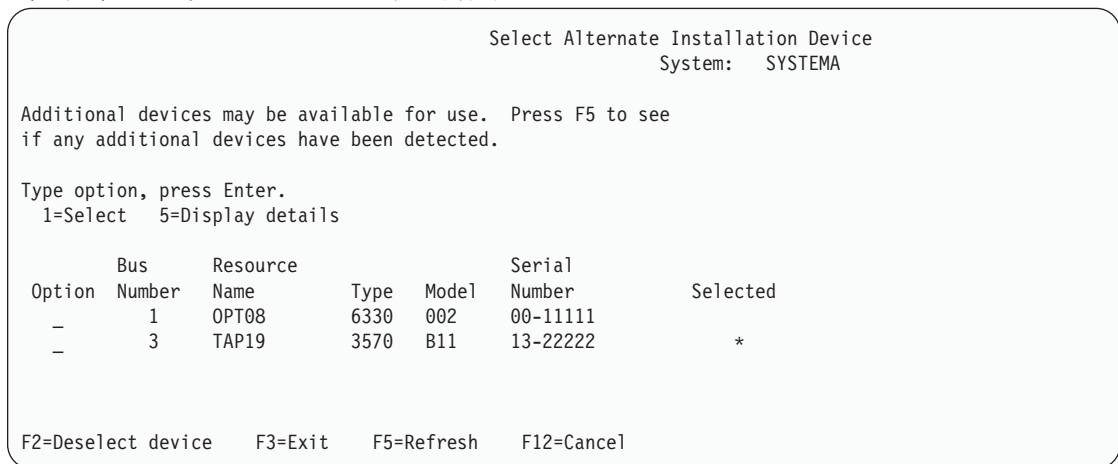 Select Alternate Installation Device
System: SYSTEMA
Additional devices may be available for use. Press F5 to see
if any additional devices have been detected.
Type option, press Enter.
1=Select 5=Display details
Bus Resource Serial
Option Number Name Type Model Number Selected
_ 1 OPT08 6330 002 00-11111
_ 3 TAP19 3570 B11 13-22222 *
F2=Deselect device F3=Exit F5=Refresh F12=Cancel